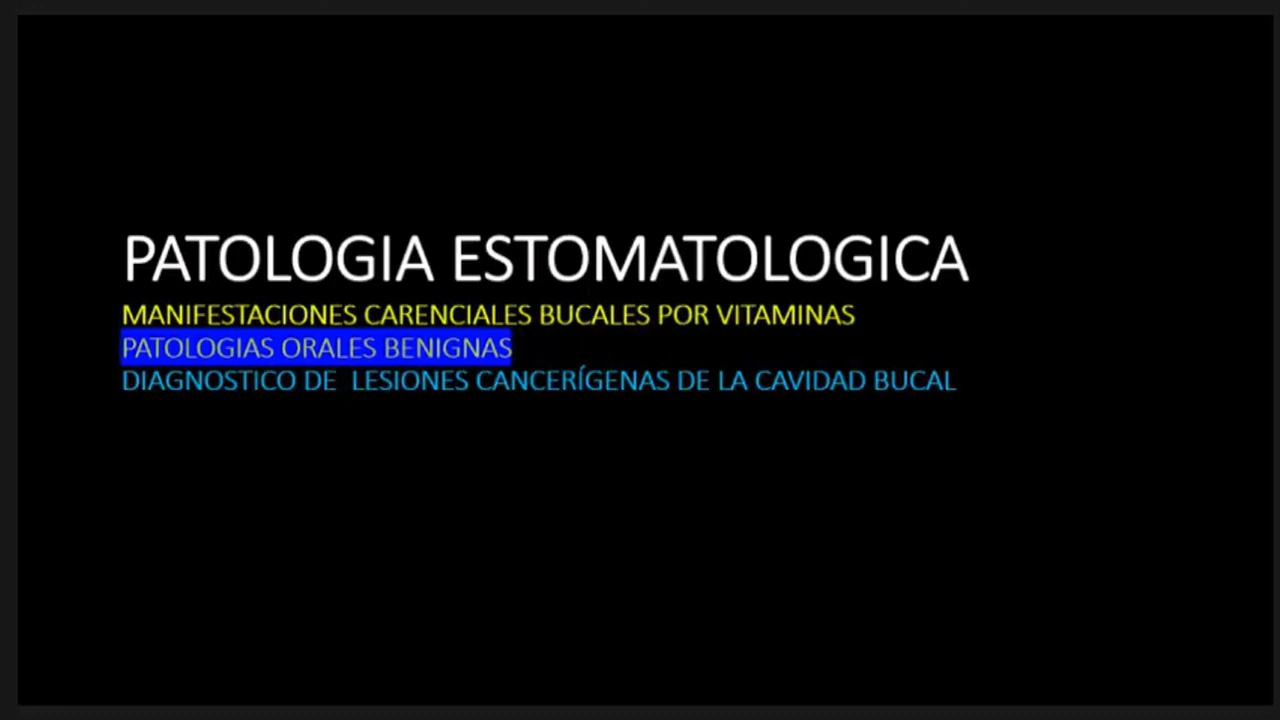 PATOLOGIA ESTOMATOLOGICA
MANIFESTACIONES CARENCIALES BUCALES POR VITAMINAS
PATOLOGIAS ORALES BENIGNAS
DIAGNOSTICO DE LESIONES CANCERÍGENAS DE LA CAVIDAD BUCAL